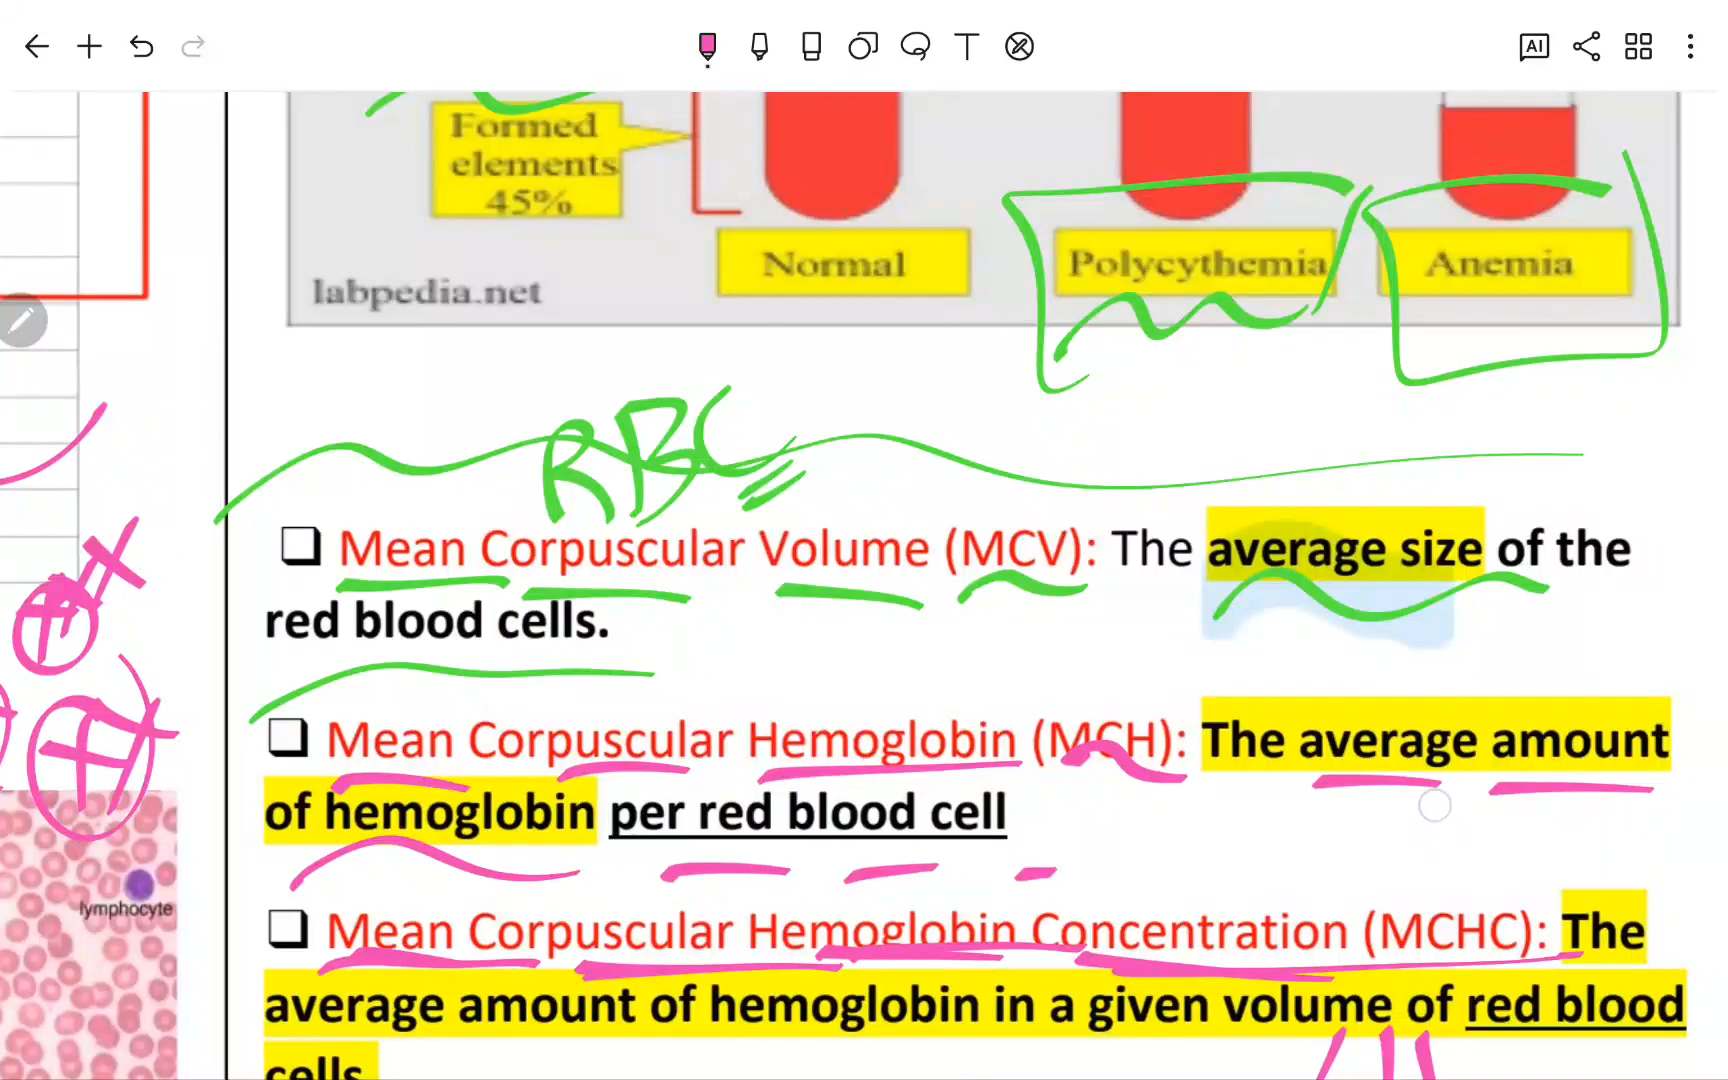 AI
Formed
elements
45%
Normal
Polycythemia
Anemia
labpedia.net
RBC
Mean Corpuscular Volume (MCV): The average size of the
red blood cells.
Mean Corpuscular Hemoglobin (MCH): The average amount
of hemoglobin per red blood cell
lymphocyte
Mean Corpuscular Hemoglobin Concentration (MCHC): The
average amount of hemoglobin in a given volume of red blood
cells.